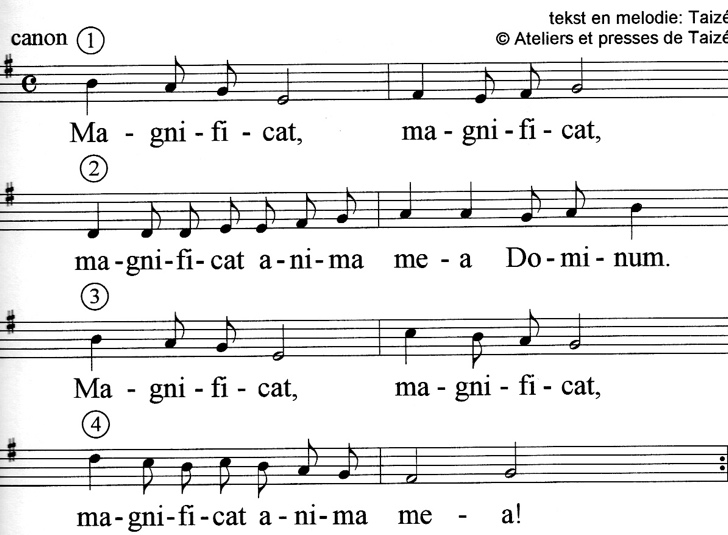 tekst en melodie: Taizé
canon 1 © Ateliers et presses de Taizé
Ma - gni - fi - cat, ma - gni - fi - cat,
2
ma - gni - fi - cat a - ni - ma me - a Do - mi - num.
3
Ma - gni - fi - cat, ma - gni - fi - cat,
4
ma - gni - fi - cat a - ni - ma me - a!